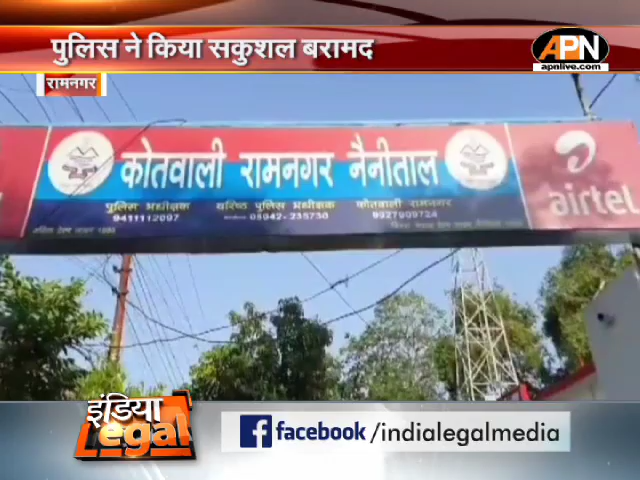 पुलिस ने किया सकुशल बरामद
APN
apnlive.com
रामनगर
कोतवाली रामनगर नैनीताल
airtel
पुलिस अधीक्षक वरिष्ठ पुलिस अधीक्षक कोतवाली रामनगर
9411112097 05942-235730 9927909724
इंडिया
Legal
facebook /indialegalmedia